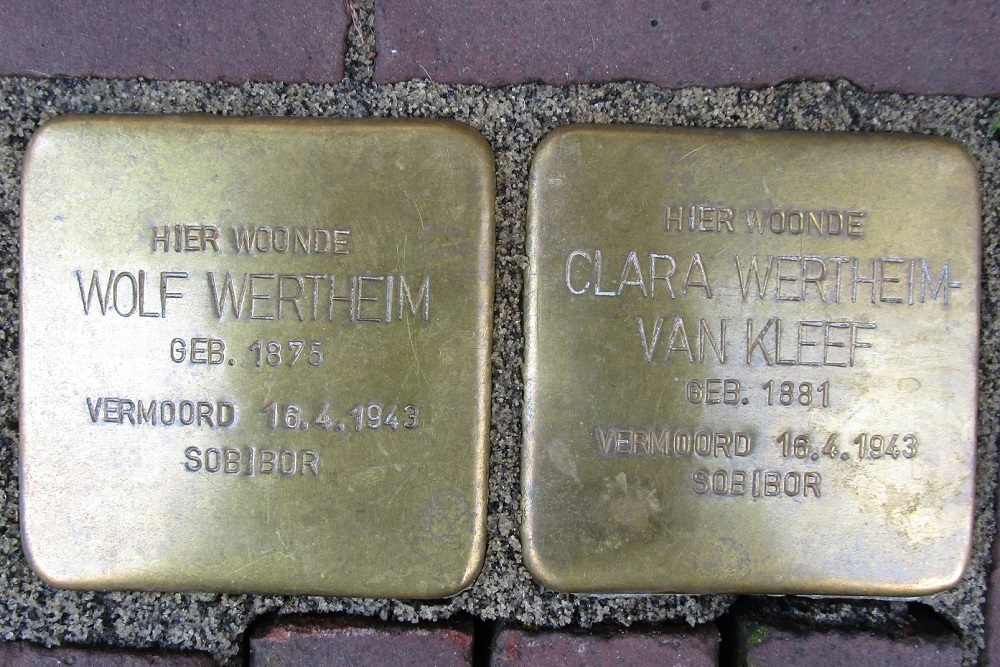 HIER WOONDE
WOLF WERTHEIM
GEB. 1875
VERMOORD 16.4.1943
SOBIBOR
HIER WOONDE
CLARA WERTHEIM-
VAN KLEEF
GEB. 1881
VERMOORD 16.4.1943
SOBIBOR